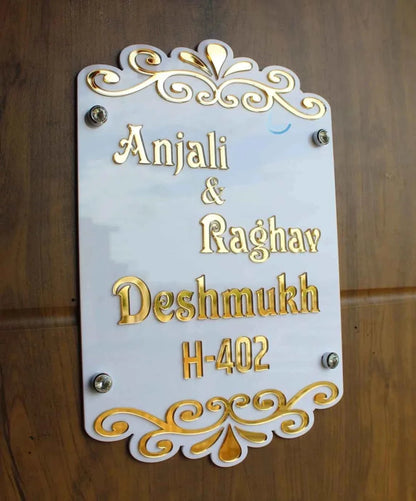 Anjali
&
Raghav
Deshmukh
H-402